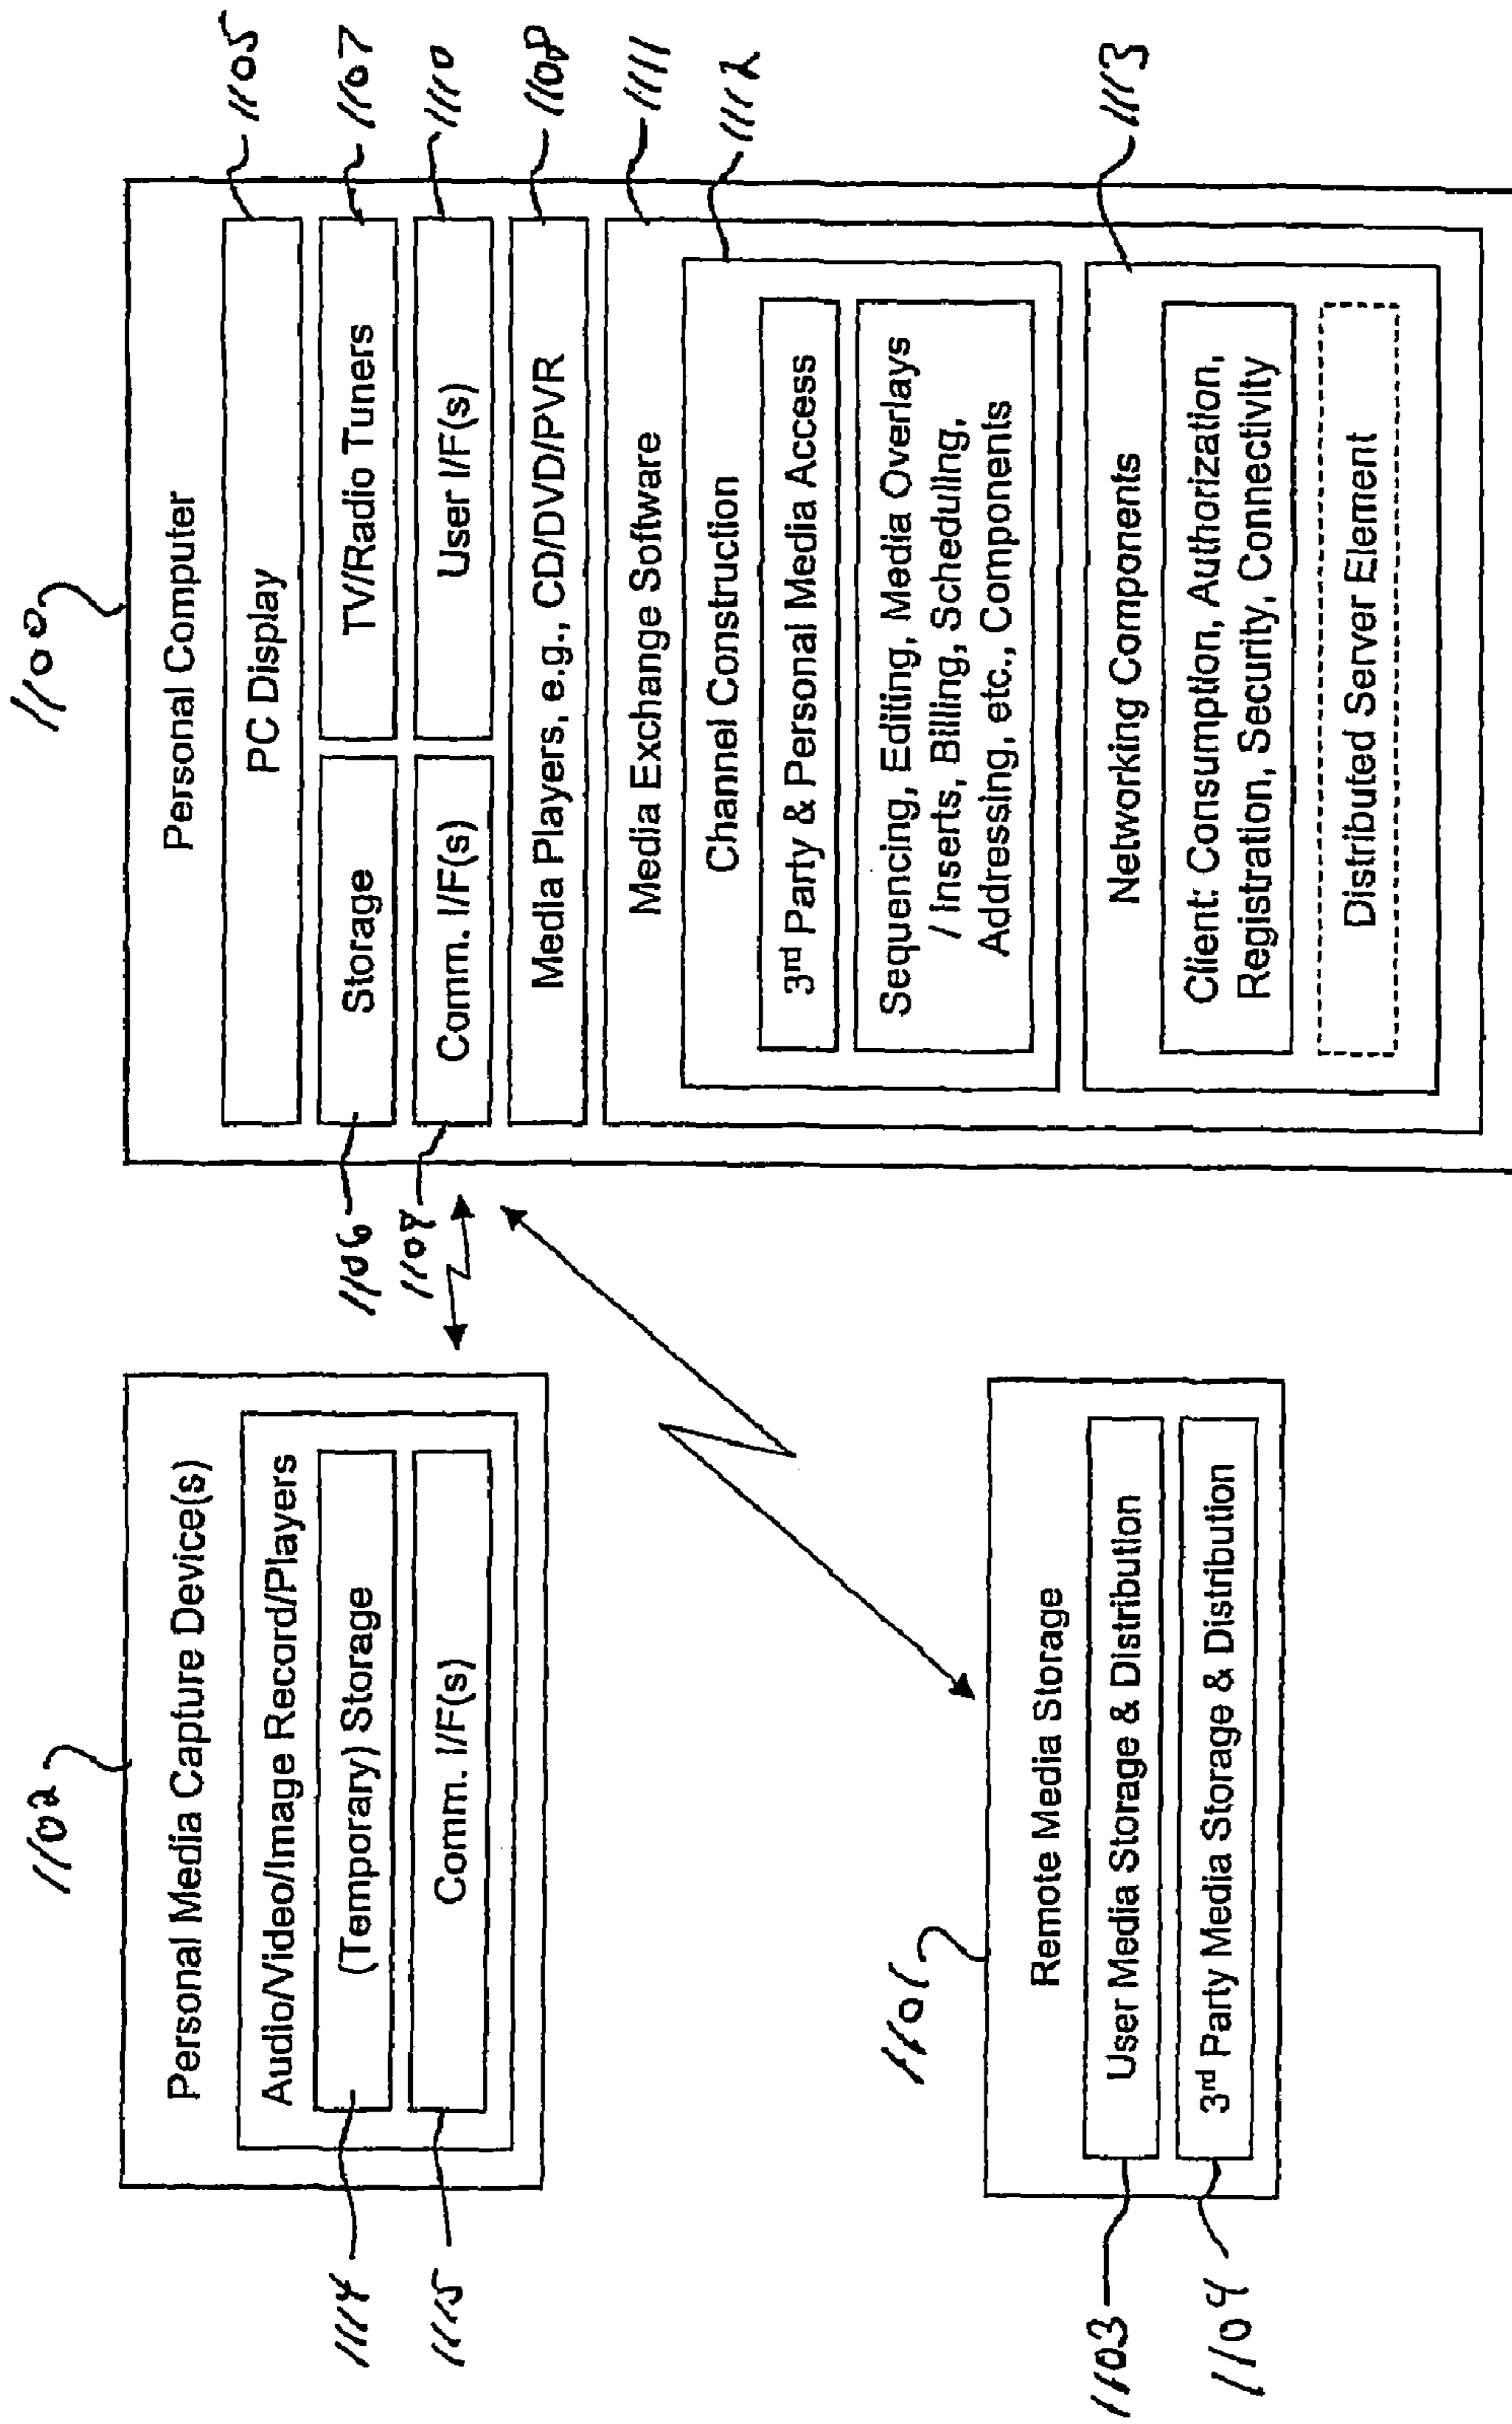 1100
Personal Computer
PC Display
1105
1106
Storage
TV/Radio Tuners
1107
1109
Comm. I/F(s)
User I/F(s)
1110
Media Players, e.g., CD/DVD/PVR
1108
Media Exchange Software
1111
Channel Construction
1112
3rd Party & Personal Media Access
Sequencing, Editing, Media Overlays
/ Inserts, Billing, Scheduling,
Addressing, etc., Components
Networking Components
1113
Client: Consumption, Authorization,
Registration, Security, Connectivity
Distributed Server Element
1102
Personal Media Capture Device(s)
Audio/Video/Image Record/Players
1114
(Temporary) Storage
1115
Comm. I/F(s)
1101
Remote Media Storage
1103
User Media Storage & Distribution
1104
3rd Party Media Storage & Distribution